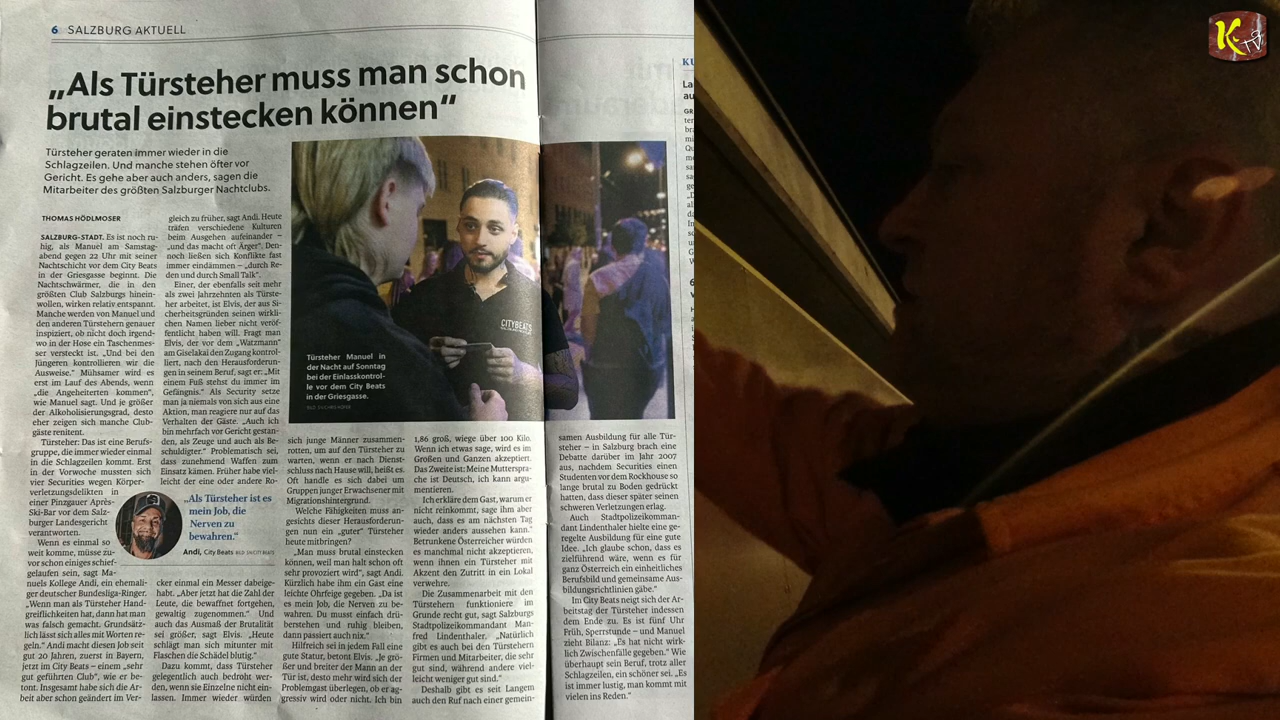 6 SALZBURG AKTUELL
„Als Türsteher muss man schon
brutal einstecken können“
Türsteher geraten immer wieder in die
Schlagzeilen. Und manche stehen öfter vor
Gericht. Es gehe aber auch anders, sagen die
Mitarbeiter des größten Salzburger Nachtclubs.
THOMAS HÖDLMOSER
SALZBURG-STADT. Es ist noch ru-
hig, als Manuel am Samstag-
abend gegen 22 Uhr mit seiner
Nachtschicht vor dem City Beats
in der Griesgasse beginnt. Die
Nachtschwärmer, die in den
größten Club Salzburgs hinein-
wollen, wirken relativ entspannt.
Manche werden von Manuel und
den anderen Türstehern genauer
inspiziert, ob nicht doch irgend-
wo in der Hose ein Taschenmes-
ser versteckt ist. „Und bei den
Jüngeren kontrollieren wir die
Ausweise.“ Mühsamer wird es
erst im Lauf des Abends, wenn
„die Angeheiterten kommen“,
wie Manuel sagt. Und je größer
der Alkoholisierungsgrad, desto
eher zeigen sich manche Club-
gäste renitent.
Türsteher: Das ist eine Berufs-
gruppe, die immer wieder einmal
in die Schlagzeilen kommt. Erst
in der Vorwoche mussten sich
vier Securities wegen Körper-
verletzungsdelikten in
einer Pinzgauer Après-
Ski-Bar vor dem Salz-
burger Landesgericht
verantworten.
Wenn es einmal so
weit komme, müsse zu-
vor schon einiges schief-
gelaufen sein, sagt Ma-
nuels Kollege Andi, ein ehemali-
ger deutscher Bundesliga-Ringer.
„Wenn man als Türsteher Hand-
greiflichkeiten hat, dann hat man
was falsch gemacht. Grundsätz-
lich lässt sich alles mit Worten re-
geln.“ Andi macht diesen Job seit
gut 20 Jahren, zuerst in Bayern,
jetzt im City Beats – einem „sehr
gut geführten Club“, wie er be-
tont. Insgesamt habe sich die Ar-
beit aber schon geändert im Ver-
gleich zu früher, sagt Andi. Heute
träfen verschiedene Kulturen
beim Ausgehen aufeinander –
„und das macht oft Ärger“. Den-
noch ließen sich Konflikte fast
immer eindämmen – „durch Re-
den und durch Small Talk“.
Einer, der ebenfalls seit mehr
als zwei Jahrzehnten als Türste-
her arbeitet, ist Elvis, der aus Si-
cherheitsgründen seinen wirkli-
chen Namen lieber nicht veröf-
fentlicht haben will. Fragt man
Elvis, der vor dem „Watzmann“
am Giselakai den Zugang kontrol-
liert, nach den Herausforderun-
gen in seinem Beruf, sagt er: „Mit
einem Fuß stehst du immer im
Gefängnis.“ Als Security setze
man ja niemals von sich aus eine
Aktion, man reagiere nur auf das
Verhalten der Gäste. „Auch ich
bin mehrfach vor Gericht gestan-
den, als Zeuge und auch als Be-
schuldigter.“ Problematisch sei,
dass zunehmend Waffen zum
Einsatz kämen. Früher habe viel-
leicht der eine oder andere Ro-
„Als Türsteher ist es
mein Job, die
Nerven zu
bewahren.“
Andi, City Beats BILD: SN/CITY BEATS
cker einmal ein Messer dabeige-
habt. „Aber jetzt hat die Zahl der
Leute, die bewaffnet fortgehen,
gewaltig zugenommen.“ Und
auch das Ausmaß der Brutalität
sei größer, sagt Elvis. „Heute
schlägt man sich mitunter mit
Flaschen die Schädel blutig.“
Dazu kommt, dass Türsteher
gelegentlich auch bedroht wer-
den, wenn sie Einzelne nicht ein-
lassen. Immer wieder würden
Türsteher Manuel in
der Nacht auf Sonntag
bei der Einlasskontrol-
le vor dem City Beats
in der Griesgasse.
CITYBEATS
sich junge Männer zusammen-
rotten, um auf den Türsteher zu
warten, wenn er nach Dienst-
schluss nach Hause will, heißt es.
Oft handle es sich dabei um
Gruppen junger Erwachsener mit
Migrationshintergrund.
Welche Fähigkeiten muss an-
gesichts dieser Herausforderun-
gen nun ein „guter“ Türsteher
heute mitbringen?
„Man muss brutal einstecken
können, weil man halt schon oft
sehr provoziert wird“, sagt Andi.
Kürzlich habe ihm ein Gast eine
leichte Ohrfeige gegeben. „Da ist
es mein Job, die Nerven zu be-
wahren. Du musst einfach drü-
berstehen und ruhig bleiben,
dann passiert auch nix.“
Hilfreich sei in jedem Fall eine
gute Statur, betont Elvis. „Je grö-
ßer und breiter der Mann an der
Tür ist, desto mehr wird sich der
Problemgast überlegen, ob er ag-
gressiv wird oder nicht. Ich bin
1,86 groß, wiege über 100 Kilo.
Wenn ich etwas sage, wird es im
Großen und Ganzen akzeptiert.
Das Zweite ist: Meine Mutterspra-
che ist Deutsch, ich kann argu-
mentieren.
Ich erkläre dem Gast, warum er
nicht reinkommt, sage ihm aber
auch, dass es am nächsten Tag
wieder anders aussehen kann.“
Betrunkene Österreicher würden
es manchmal nicht akzeptieren,
wenn ihnen ein Türsteher mit
Akzent den Zutritt in ein Lokal
verwehre.
Die Zusammenarbeit mit den
Türstehern funktioniere im
Grunde recht gut, sagt Salzburgs
Stadtpolizeikommandant Man-
fred Lindenthaler. „Natürlich
gibt es auch bei den Türsteher
Firmen und Mitarbeiter, die sehr
gut sind, während andere viel-
leicht weniger gut sind.“
Deshalb gibt es seit Langem
auch den Ruf nach einer gemein-
samen Ausbildung für alle Tür-
steher – in Salzburg brach eine
Debatte darüber im Jahr 2007
aus, nachdem Securities einen
Studenten vor dem Rockhouse so
lange brutal zu Boden gedrückt
hatten, dass dieser später seinen
schweren Verletzungen erlag.
Auch Stadtpolizeikomman-
dant Lindenthaler hielte eine ge-
regelte Ausbildung für eine gute
Idee. „Ich glaube schon, dass es
zielführend wäre, wenn es für
ganz Österreich ein einheitliches
Berufsbild und gemeinsame Aus-
bildungsrichtlinien gäbe.“
Im City Beats neigt sich der Ar-
beitstag der Türsteher indessen
dem Ende zu. Es ist fünf Uhr
Früh, Sperrstunde – und Manuel
zieht Bilanz: „Es hat nicht wirk-
lich Zwischenfälle gegeben.“ Wie
überhaupt sein Beruf, trotz aller
Schlagzeilen, ein schöner sei. „Es
ist immer lustig, man kommt mit
vielen ins Reden.“
KU
La
au
K
TV